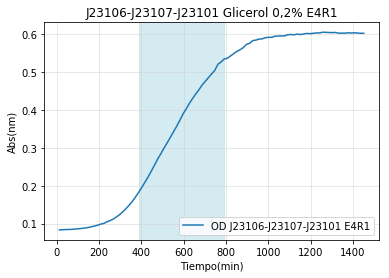 J23106-J23107-J23101 Glicerol 0,2% E4R1
Abs(nm)
0.6
0.5
0.4
0.3
0.2
0.1
OD J23106-J23107-J23101 E4R1
0 200 400 600 800 1000 1200 1400
Tiempo(min)